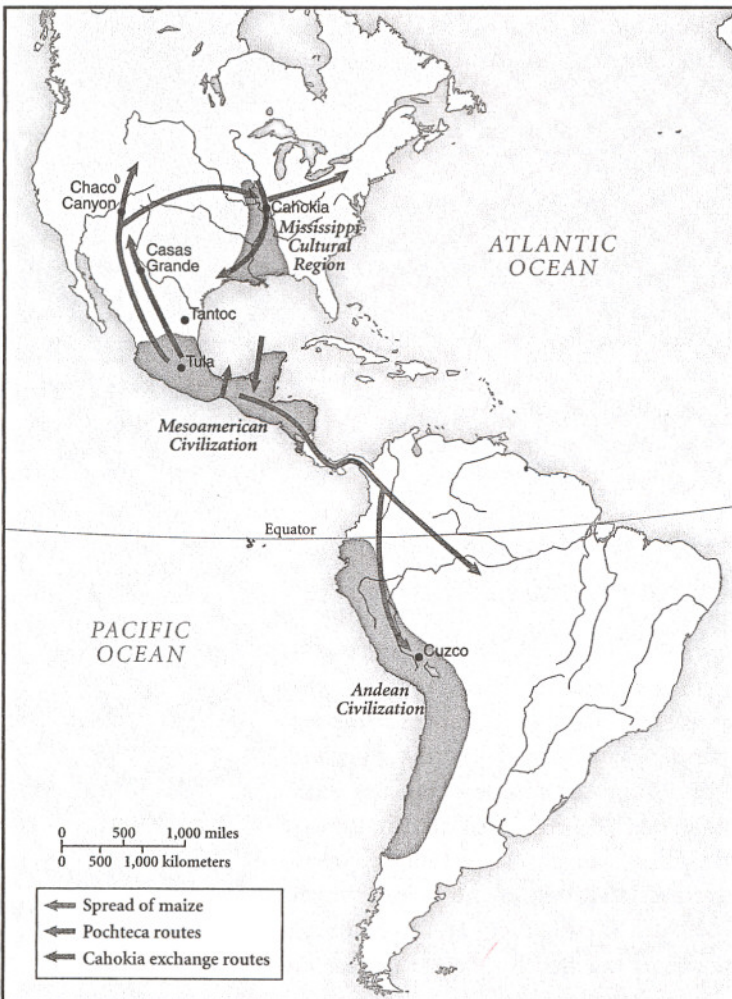 Chaco
Canyon
Cahokia
Mississippi
Cultural
Region
Casas
Grande
ATLANTIC
OCEAN
Tantoc
Tula
Mesoamerican
Civilization
Equator
PACIFIC
OCEAN
Cuzco
Andean
Civilization
0 500 1,000 miles
0 500 1,000 kilometers
Spread of maize
Pochteca routes
Cahokia exchange routes